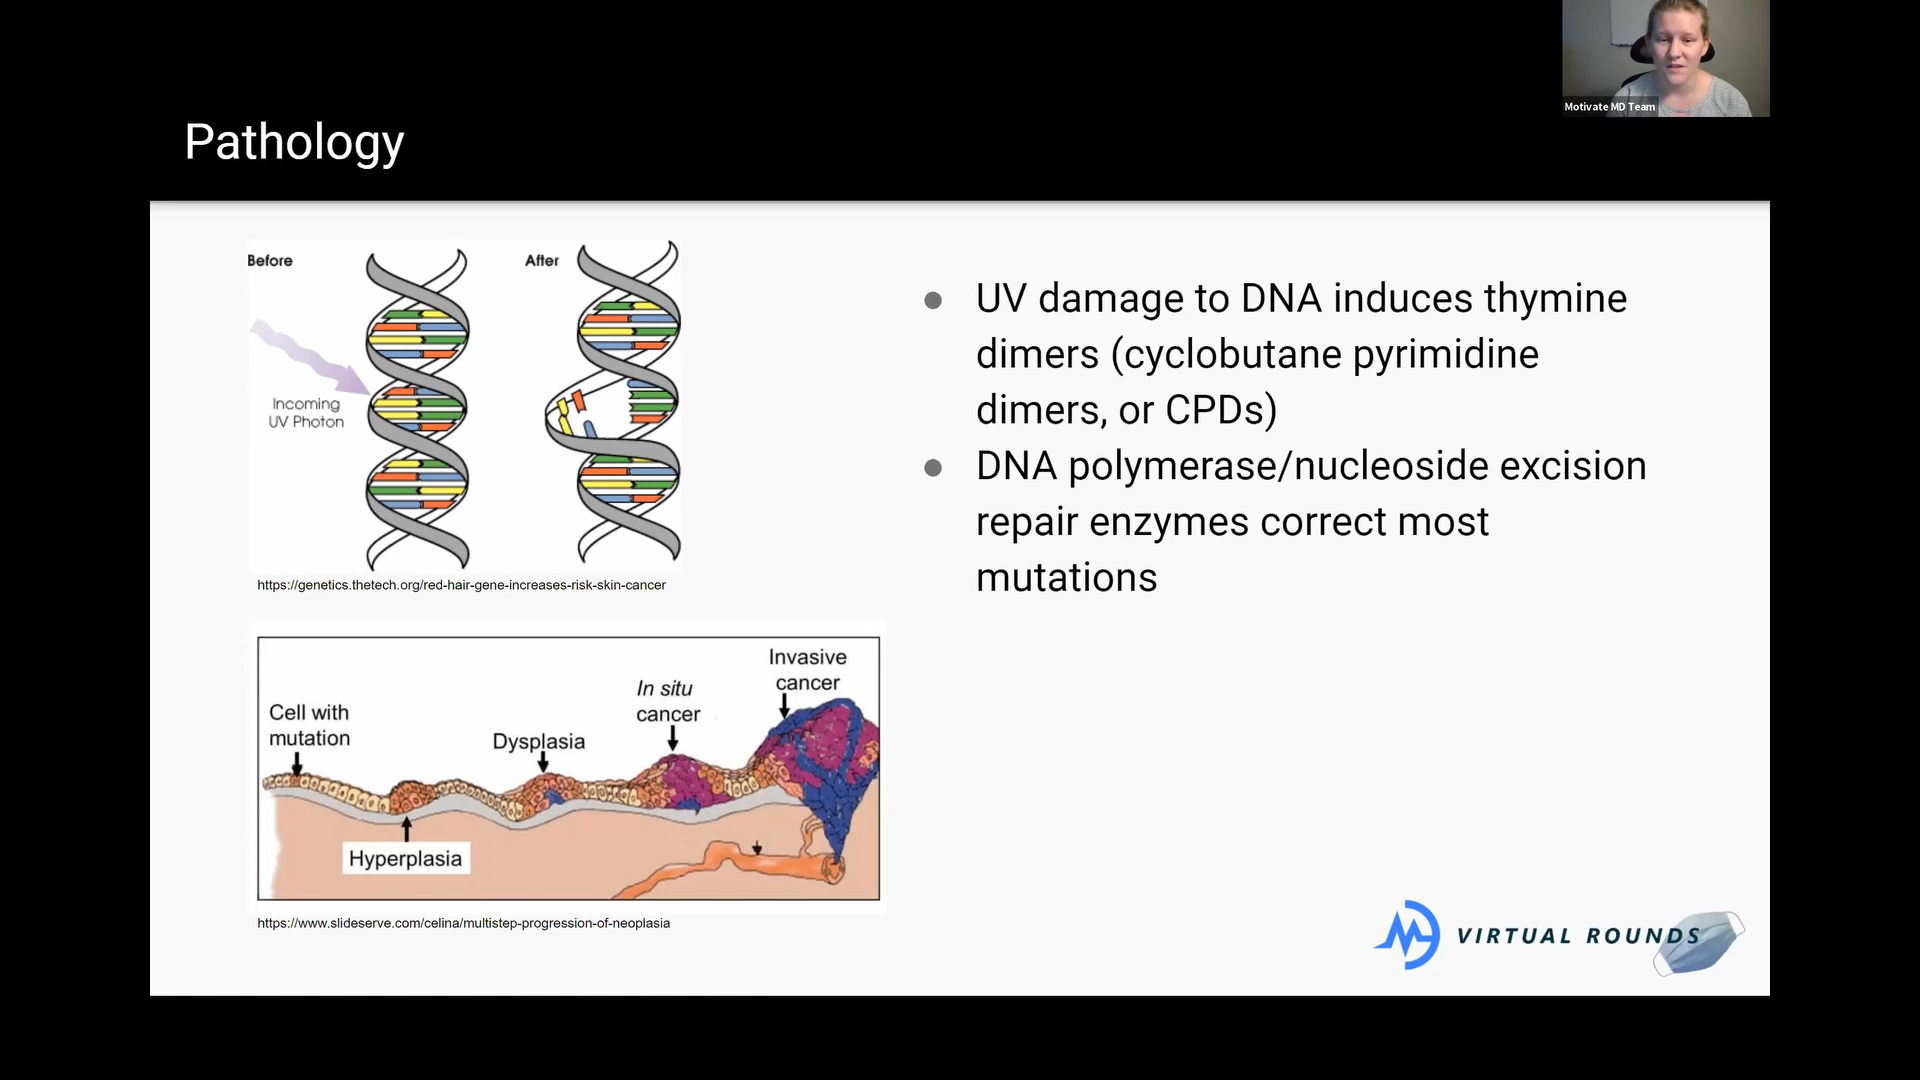 Motivate MD Team
Pathology
Before
After
Incoming
UV Photon
https://genetics.thetech.org/red-hair-gene-increases-risk-skin-cancer
Cell with
mutation
Hyperplasia
Dysplasia
In situ
cancer
Invasive
cancer
https://www.slideserve.com/celina/multistep-progression-of-neoplasia
UV damage to DNA induces thymine
dimers (cyclobutane pyrimidine
dimers, or CPDs)
DNA polymerase/nucleoside excision
repair enzymes correct most
mutations
VIRTUAL ROUNDS